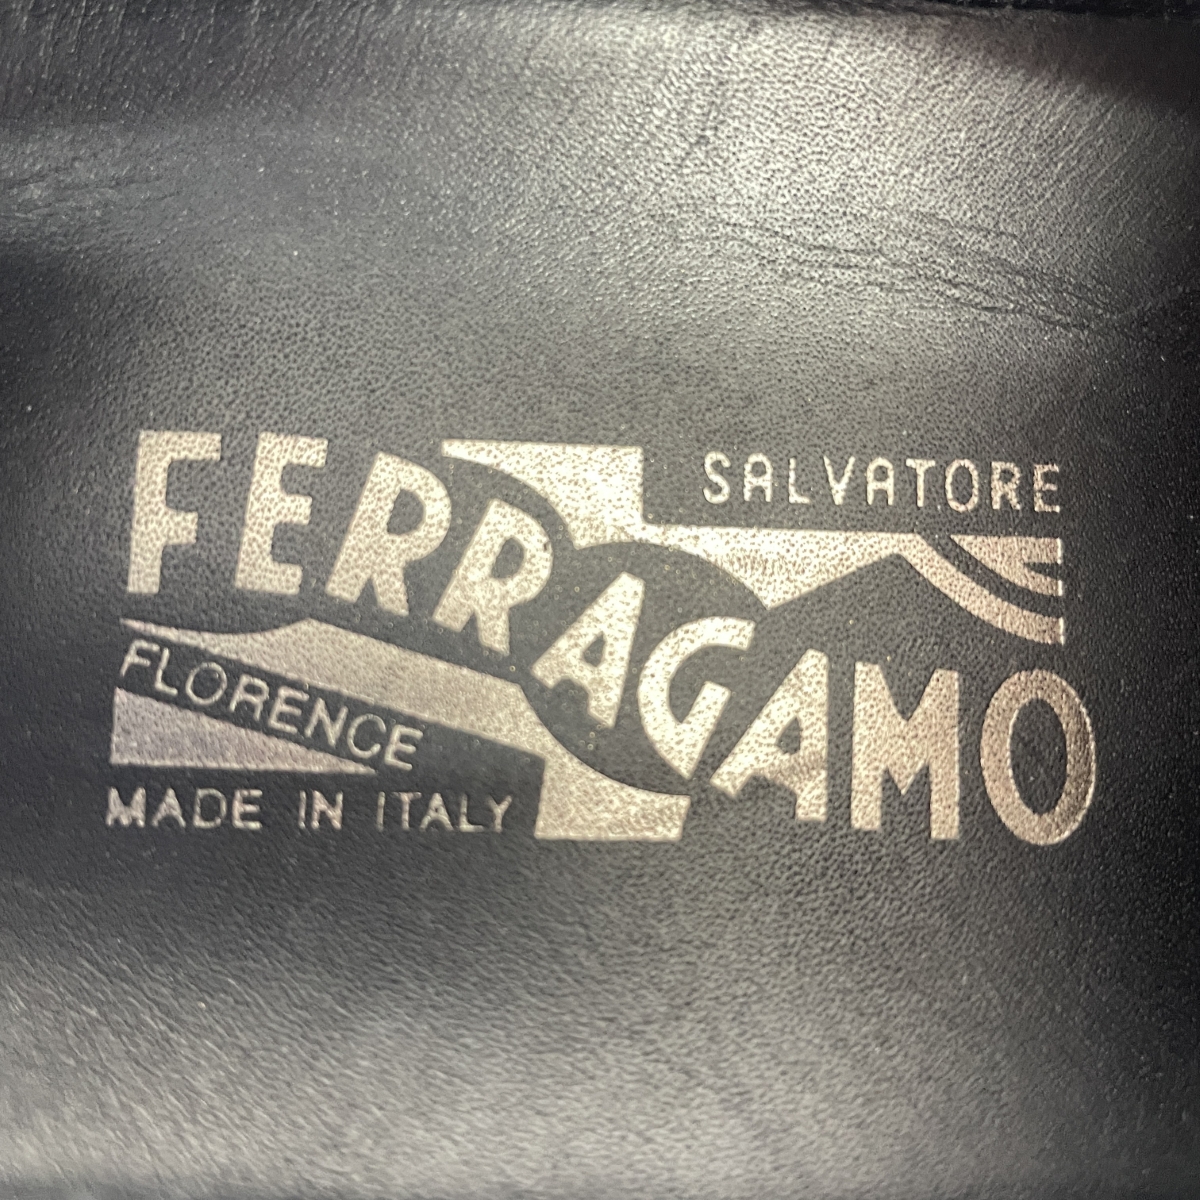 SALVATORE
FERRAGAMO
FLORENCE
MADE IN ITALY